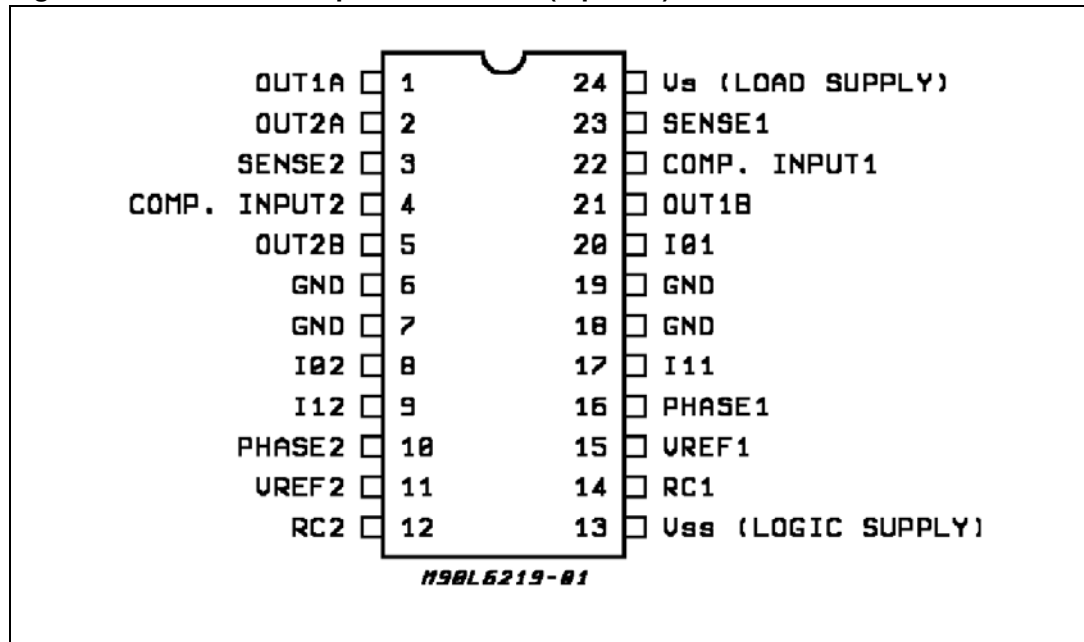 OUT1A 1 24 Vs (LOAD SUPPLY)
OUT2A 2 23 SENSE1
SENSE2 3 22 COMP. INPUT1
COMP. INPUT2 4 21 OUT1B
OUT2B 5 20 I01
GND 6 19 GND
GND 7 18 GND
I02 8 17 I11
I12 9 16 PHASE1
PHASE2 10 15 VREF1
VREF2 11 14 RC1
RC2 12 13 Vss (LOGIC SUPPLY)
M90L6219-01